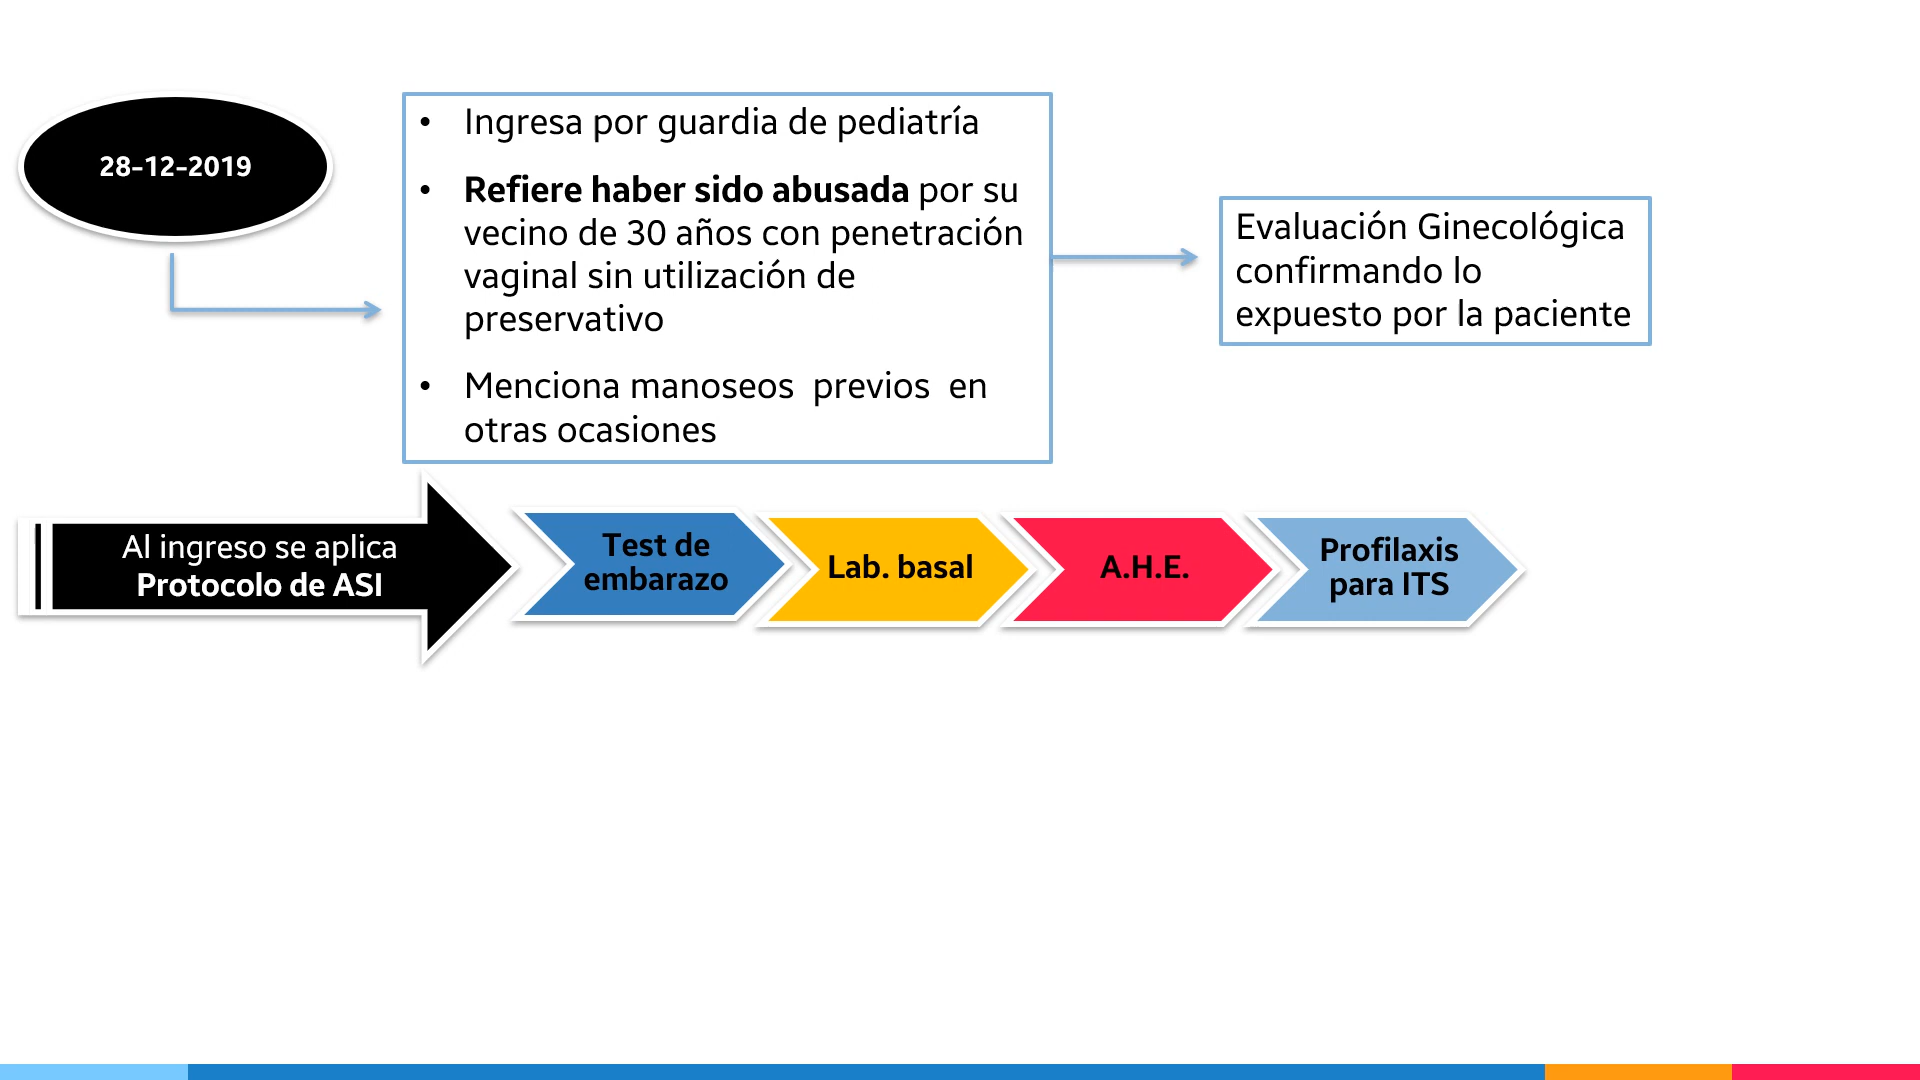 28-12-2019
• Ingresa por guardia de pediatría
• Refiere haber sido abusada por su
vecino de 30 años con penetración
vaginal sin utilización de
preservativo
• Menciona manoseos  previos  en
otras ocasiones
Evaluación Ginecológica
confirmando lo
expuesto por la paciente
Al ingreso se aplica
Protocolo de ASI
Test de
embarazo
Lab. basal
A.H.E.
Profilaxis
para ITS